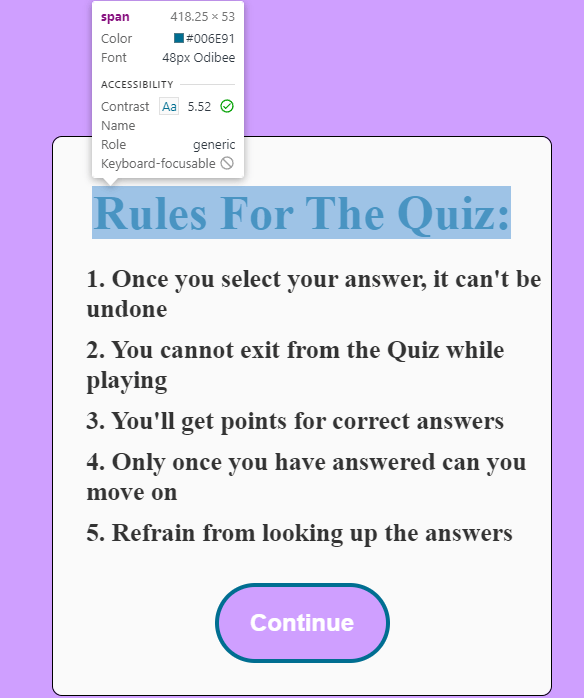 span 418.25 × 53
Color #006E91
Font 48px Odibee
ACCESSIBILITY
Contrast Aa 5.52
Name
Role generic
Keyboard-focusable
Rules For The Quiz:
1. Once you select your answer, it can't be
undone
2. You cannot exit from the Quiz while
playing
3. You'll get points for correct answers
4. Only once you have answered can you
move on
5. Refrain from looking up the answers
Continue